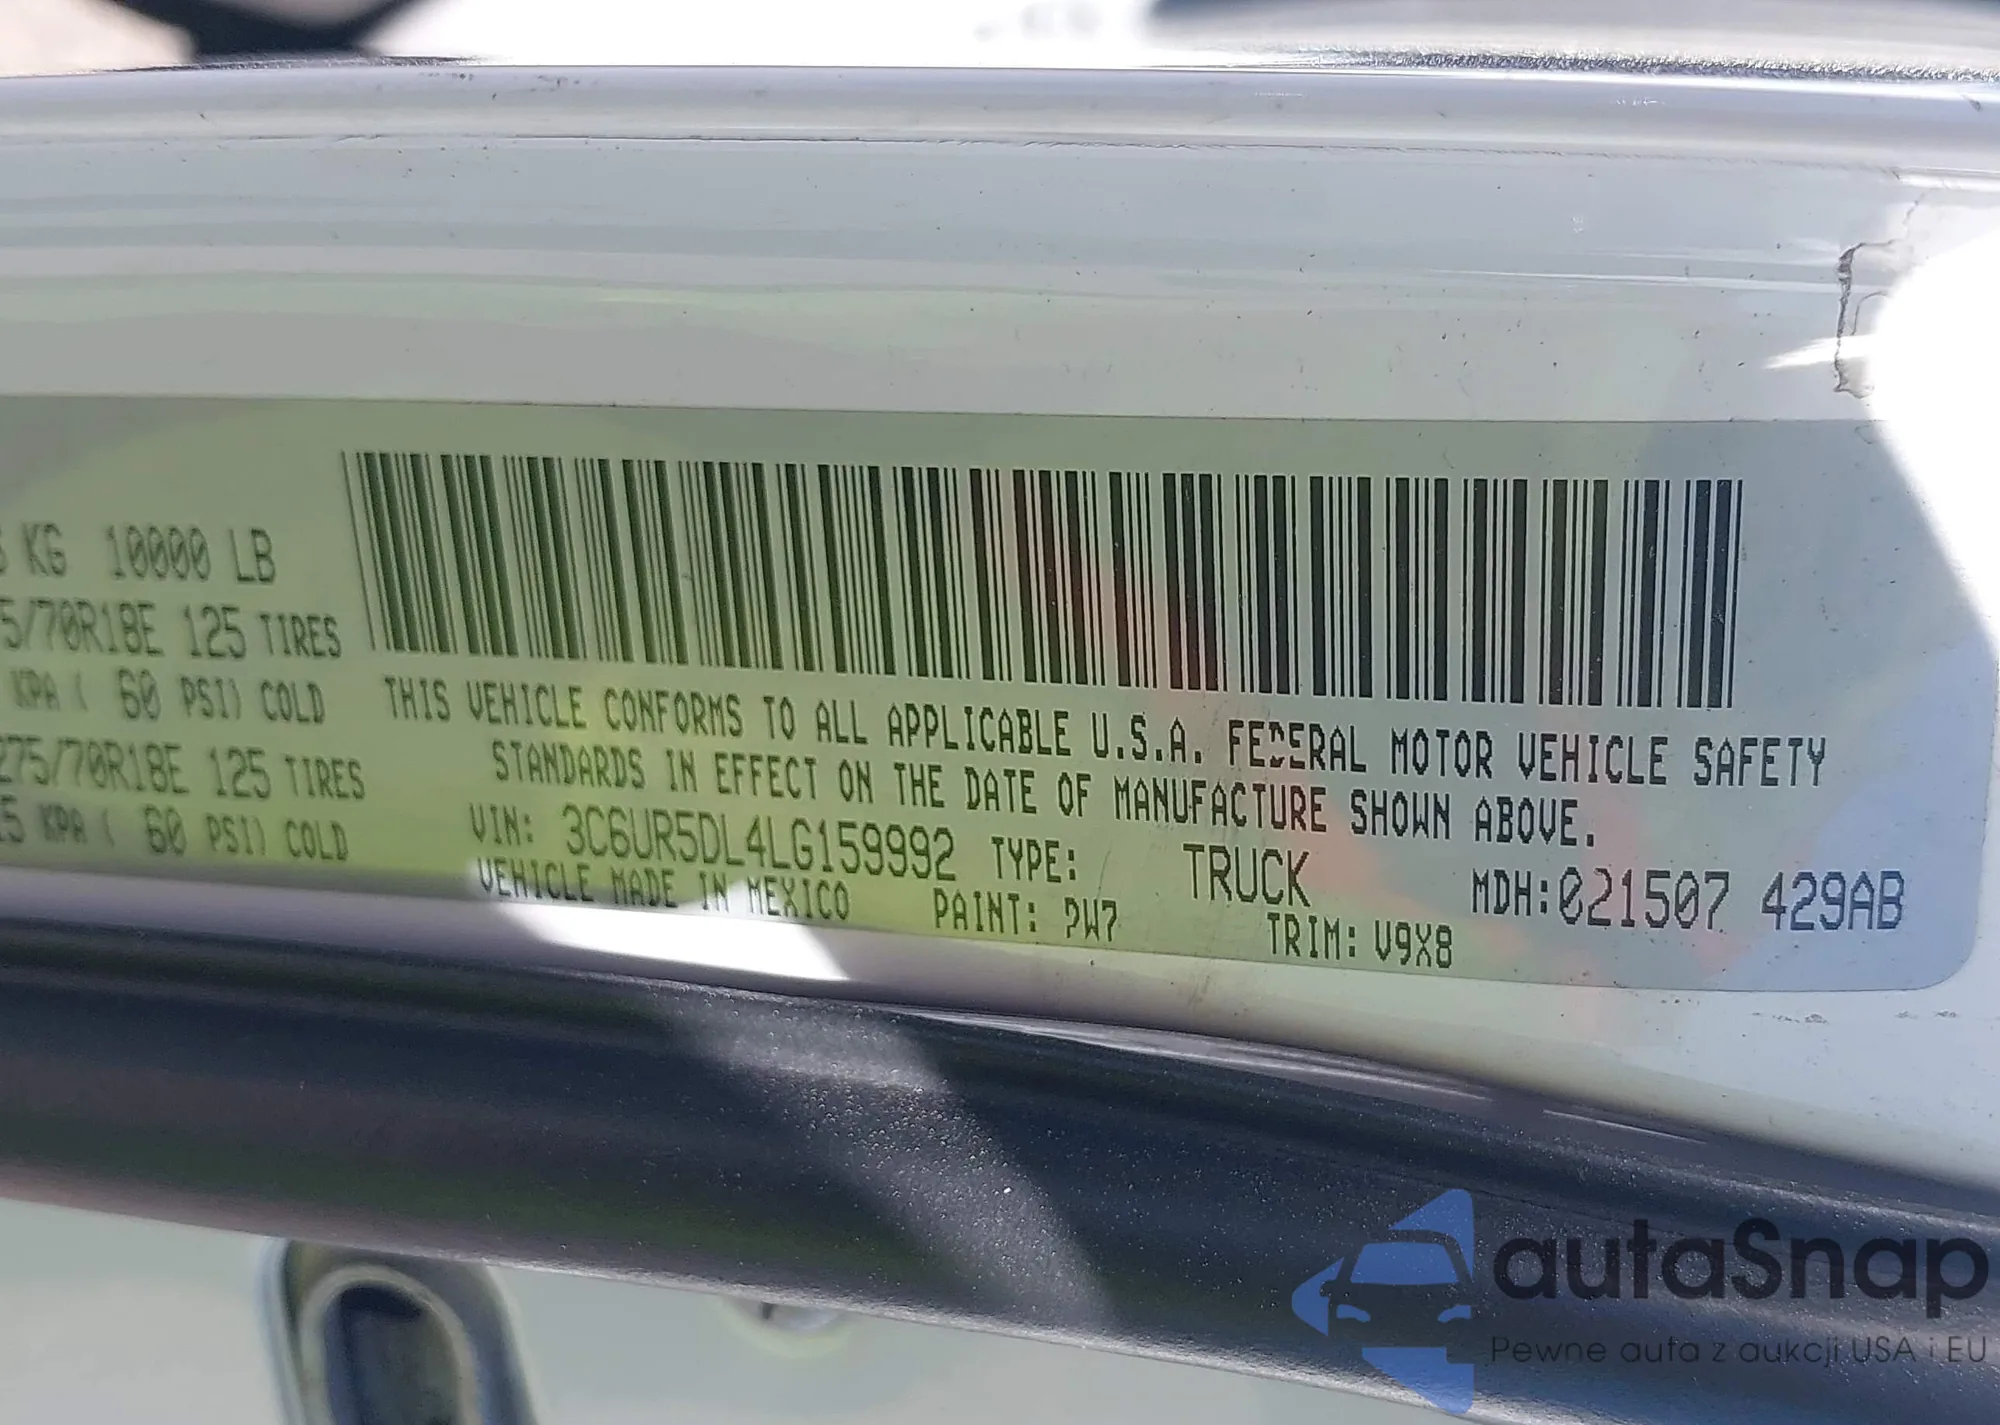 KG 10000 LB
5/70R18E 125 TIRES
KPA ( 60 PSI) COLD
275/70R18E 125 TIRES
5 KPA ( 60 PSI) COLD
THIS VEHICLE CONFORMS TO ALL APPLICABLE U.S.A. FEDERAL MOTOR VEHICLE SAFETY
STANDARDS IN EFFECT ON THE DATE OF MANUFACTURE SHOWN ABOVE.
VIN: 3C6UR5DL4LG159992 TYPE: TRUCK MDH:021507 429AB
VEHICLE MADE IN MEXICO PAINT: PW7 TRIM: V9X8
autaSnap
Pewne auta z aukcji USA i EU